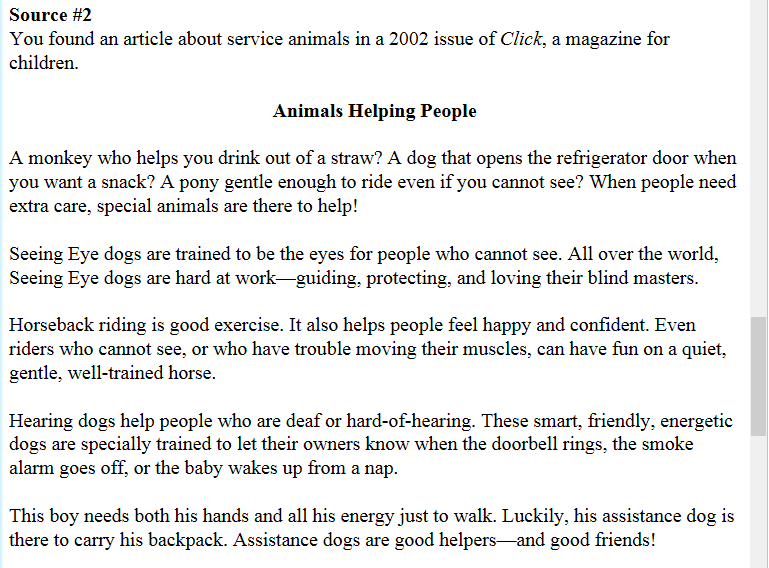 Source #2
You found an article about service animals in a 2002 issue of Click, a magazine for
children.
Animals Helping People
A monkey who helps you drink out of a straw? A dog that opens the refrigerator door when
you want a snack? A pony gentle enough to ride even if you cannot see? When people need
extra care, special animals are there to help!
Seeing Eye dogs are trained to be the eyes for people who cannot see. All over the world,
Seeing Eye dogs are hard at work—guiding, protecting, and loving their blind masters.
Horseback riding is good exercise. It also helps people feel happy and confident. Even
riders who cannot see, or who have trouble moving their muscles, can have fun on a quiet,
gentle, well-trained horse.
Hearing dogs help people who are deaf or hard-of-hearing. These smart, friendly, energetic
dogs are specially trained to let their owners know when the doorbell rings, the smoke
alarm goes off, or the baby wakes up from a nap.
This boy needs both his hands and all his energy just to walk. Luckily, his assistance dog is
there to carry his backpack. Assistance dogs are good helpers—and good friends!